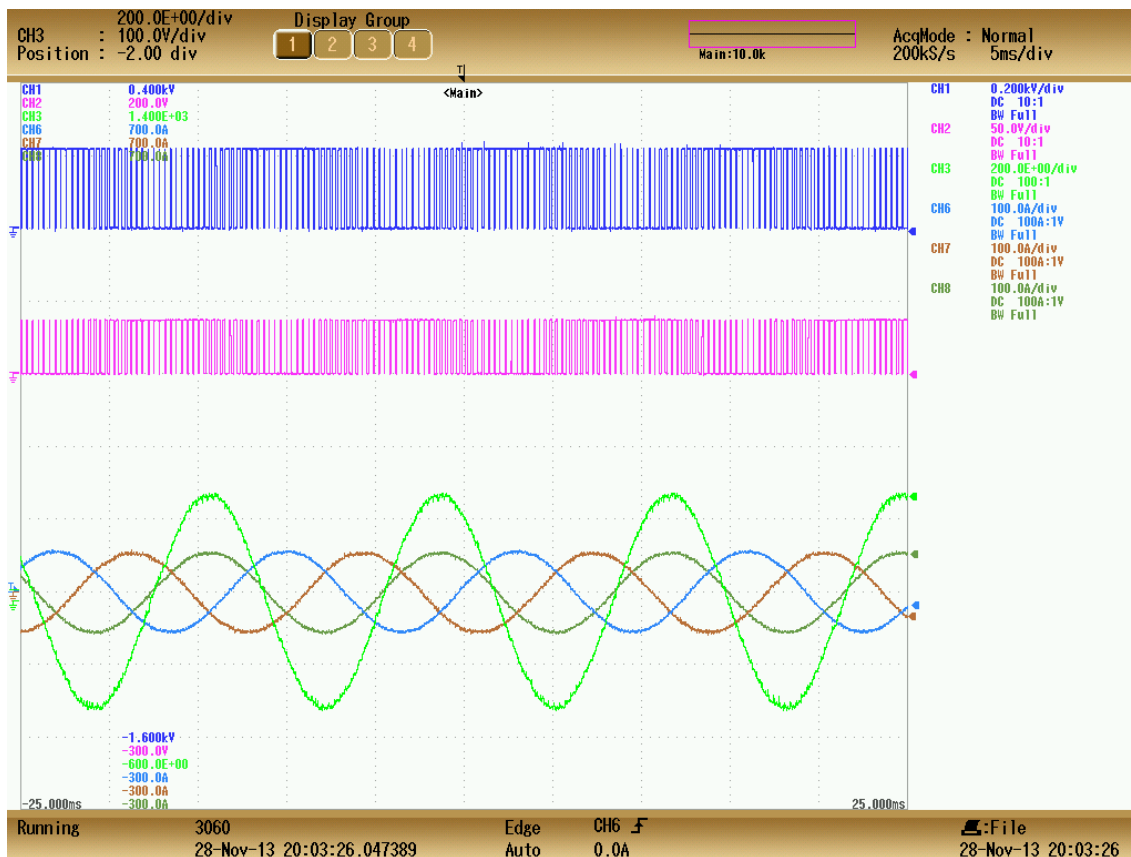 200.0E+00/div
CH3 : 100.0V/div
Position : -2.00 div
Display Group
1 2 3 4
Main:10.0k
AcqMode : Normal
200kS/s 5ms/div
T
<Main>
CH1 0.400kV
CH2 200.0V
CH3 1.400E+03
CH6 700.0A
CH7 700.0A
CH8 700.0A
CH1 0.200kV/div
DC 10:1
BW Full
CH2 50.0V/div
DC 10:1
BW Full
CH3 200.0E+00/div
DC 100:1
BW Full
CH6 100.0A/div
DC 100A:1V
BW Full
CH7 100.0A/div
DC 100A:1V
BW Full
CH8 100.0A/div
DC 100A:1V
BW Full
-1.600kV
-300.0V
-600.0E+00
-300.0A
-300.0A
-300.0A
-25.000ms 25.000ms
Running 3060 Edge CH6 :File
28-Nov-13 20:03:26.047389 Auto 0.0A 28-Nov-13 20:03:26